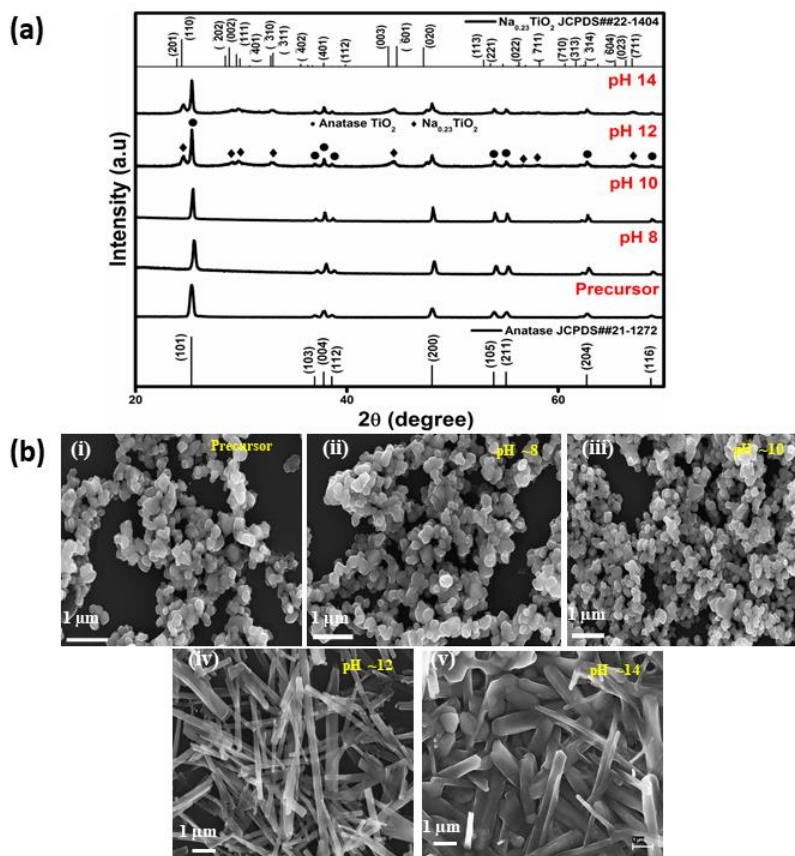 (a)
Na0.23TiO2 JCPDS##22-1404
(201)
(110)
( 202)
(002)
(111)
( 401)
( 310)
( 311)
( 402)
(401)
(112)
(003)
( 601)
(020)
(113)
(221)
(022)
( 711)
(710)
( 313)
( 314)
( 604)
(023)
(711)
pH 14
Anatase TiO2
Na0.23TiO2
pH 12
pH 10
pH 8
Precursor
Anatase JCPDS##21-1272
(101)
(103)
(004)
(112)
(200)
(105)
(211)
(204)
(116)
Intensity (a.u)
20
40
60
2θ (degree)
(b)
(i)
Precursor
1 μm
(ii)
pH ~8
1 μm
(iii)
pH ~10
1 μm
(iv)
pH ~12
1 μm
(v)
pH ~14
1 μm